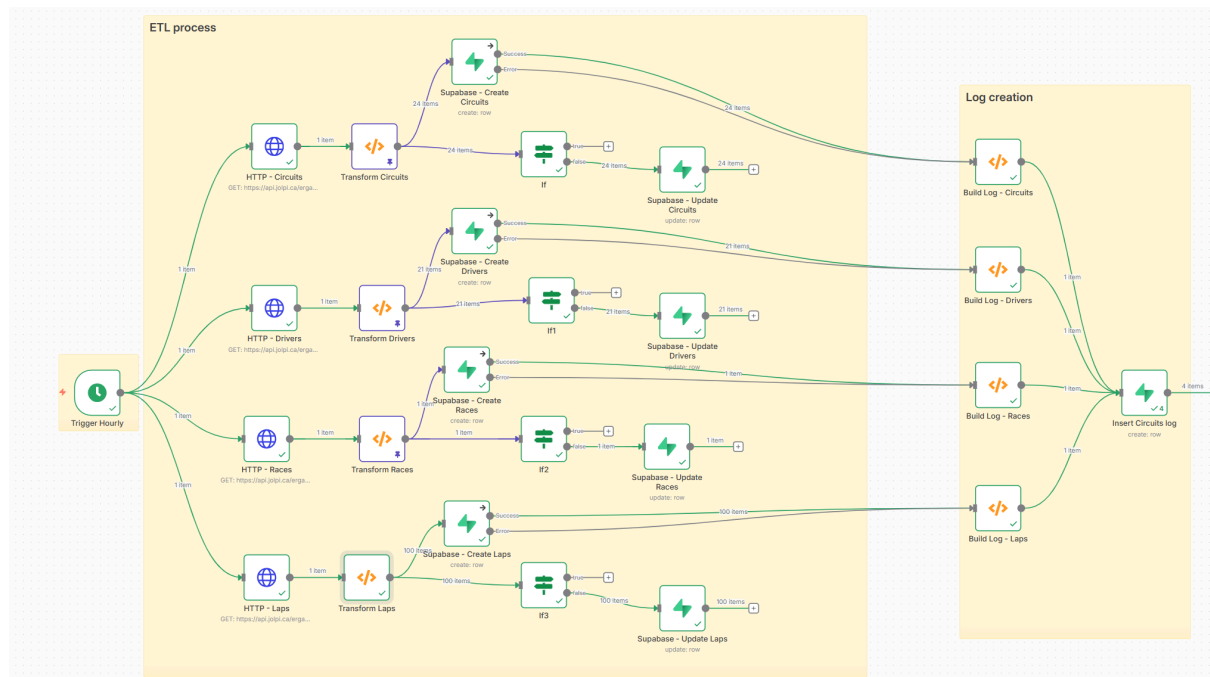 ETL process
Success
Error
Supabase - Create
Circuits
create: row
24 items
24 items
Log creation
1 item
HTTP - Circuits
GET: https://api.jolpi.ca/erga...
Transform Circuits
24 items
true
false
24 items
If
24 items
Supabase - Update
Circuits
update: row
Build Log - Circuits
Success
Error
Supabase - Create
Drivers
create: row
21 items
21 items
1 item
1 item
1 item
HTTP - Drivers
GET: https://api.jolpi.ca/erga...
Transform Drivers
21 items
true
false
21 items
If1
21 items
Supabase - Update
Drivers
update: row
Build Log - Drivers
1 item
1 item
Trigger Hourly
Success
Error
Supabase - Create
Races
create: row
1 item
1 item
1 item
1 item
HTTP - Races
GET: https://api.jolpi.ca/erga...
Transform Races
1 item
true
false
1 item
If2
1 item
Supabase - Update
Races
update: row
Build Log - Races
1 item
4
4 items
Insert Circuits log
create: row
1 item
1 item
Success
Error
Supabase - Create Laps
create: row
100 items
100 items
1 item
HTTP - Laps
GET: https://api.jolpi.ca/erga...
Transform Laps
100 items
true
false
100 items
If3
100 items
Supabase - Update Laps
update: row
Build Log - Laps